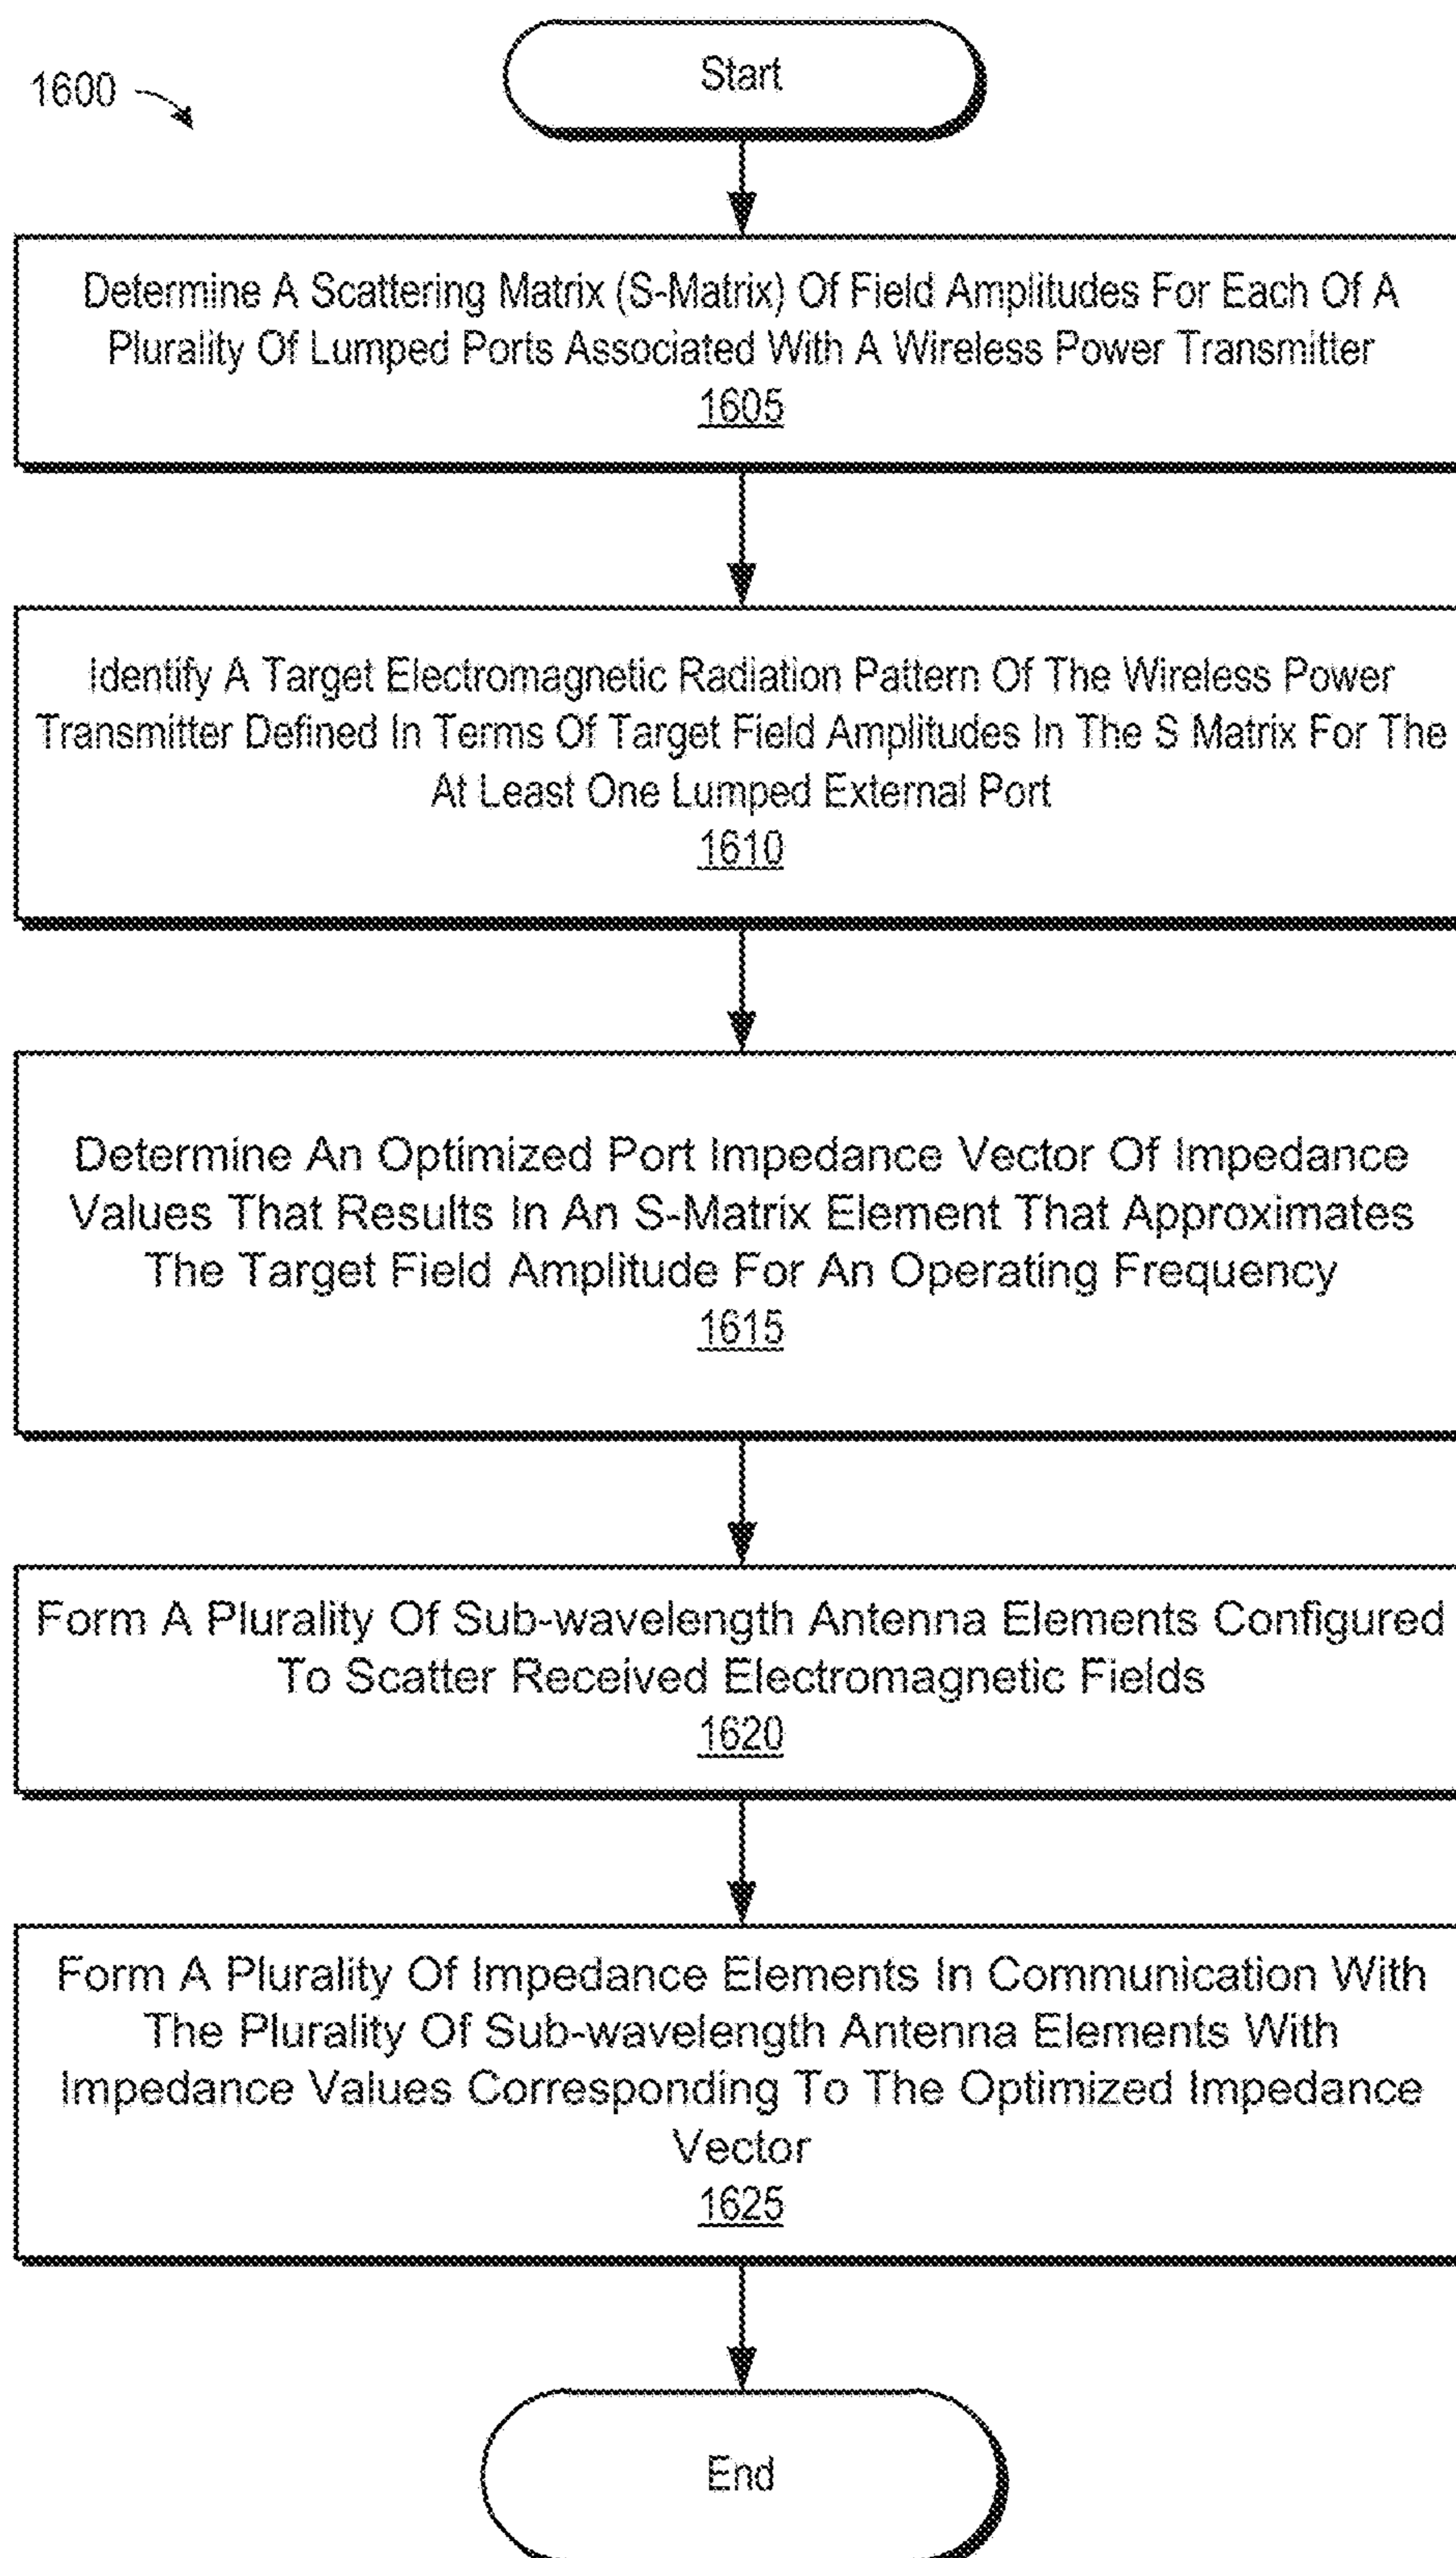 1600
Start
Determine A Scattering Matrix (S-Matrix) Of Field Amplitudes For Each Of A
Plurality Of Lumped Ports Associated With A Wireless Power Transmitter
1605
Identify A Target Electromagnetic Radiation Pattern Of The Wireless Power
Transmitter Defined In Terms Of Target Field Amplitudes In The S Matrix For The
At Least One Lumped External Port
1610
Determine An Optimized Port Impedance Vector Of Impedance
Values That Results In An S-Matrix Element That Approximates
The Target Field Amplitude For An Operating Frequency
1615
Form A Plurality Of Sub-wavelength Antenna Elements Configured
To Scatter Received Electromagnetic Fields
1620
Form A Plurality Of Impedance Elements In Communication With
The Plurality Of Sub-wavelength Antenna Elements With
Impedance Values Corresponding To The Optimized Impedance
Vector
1625
End